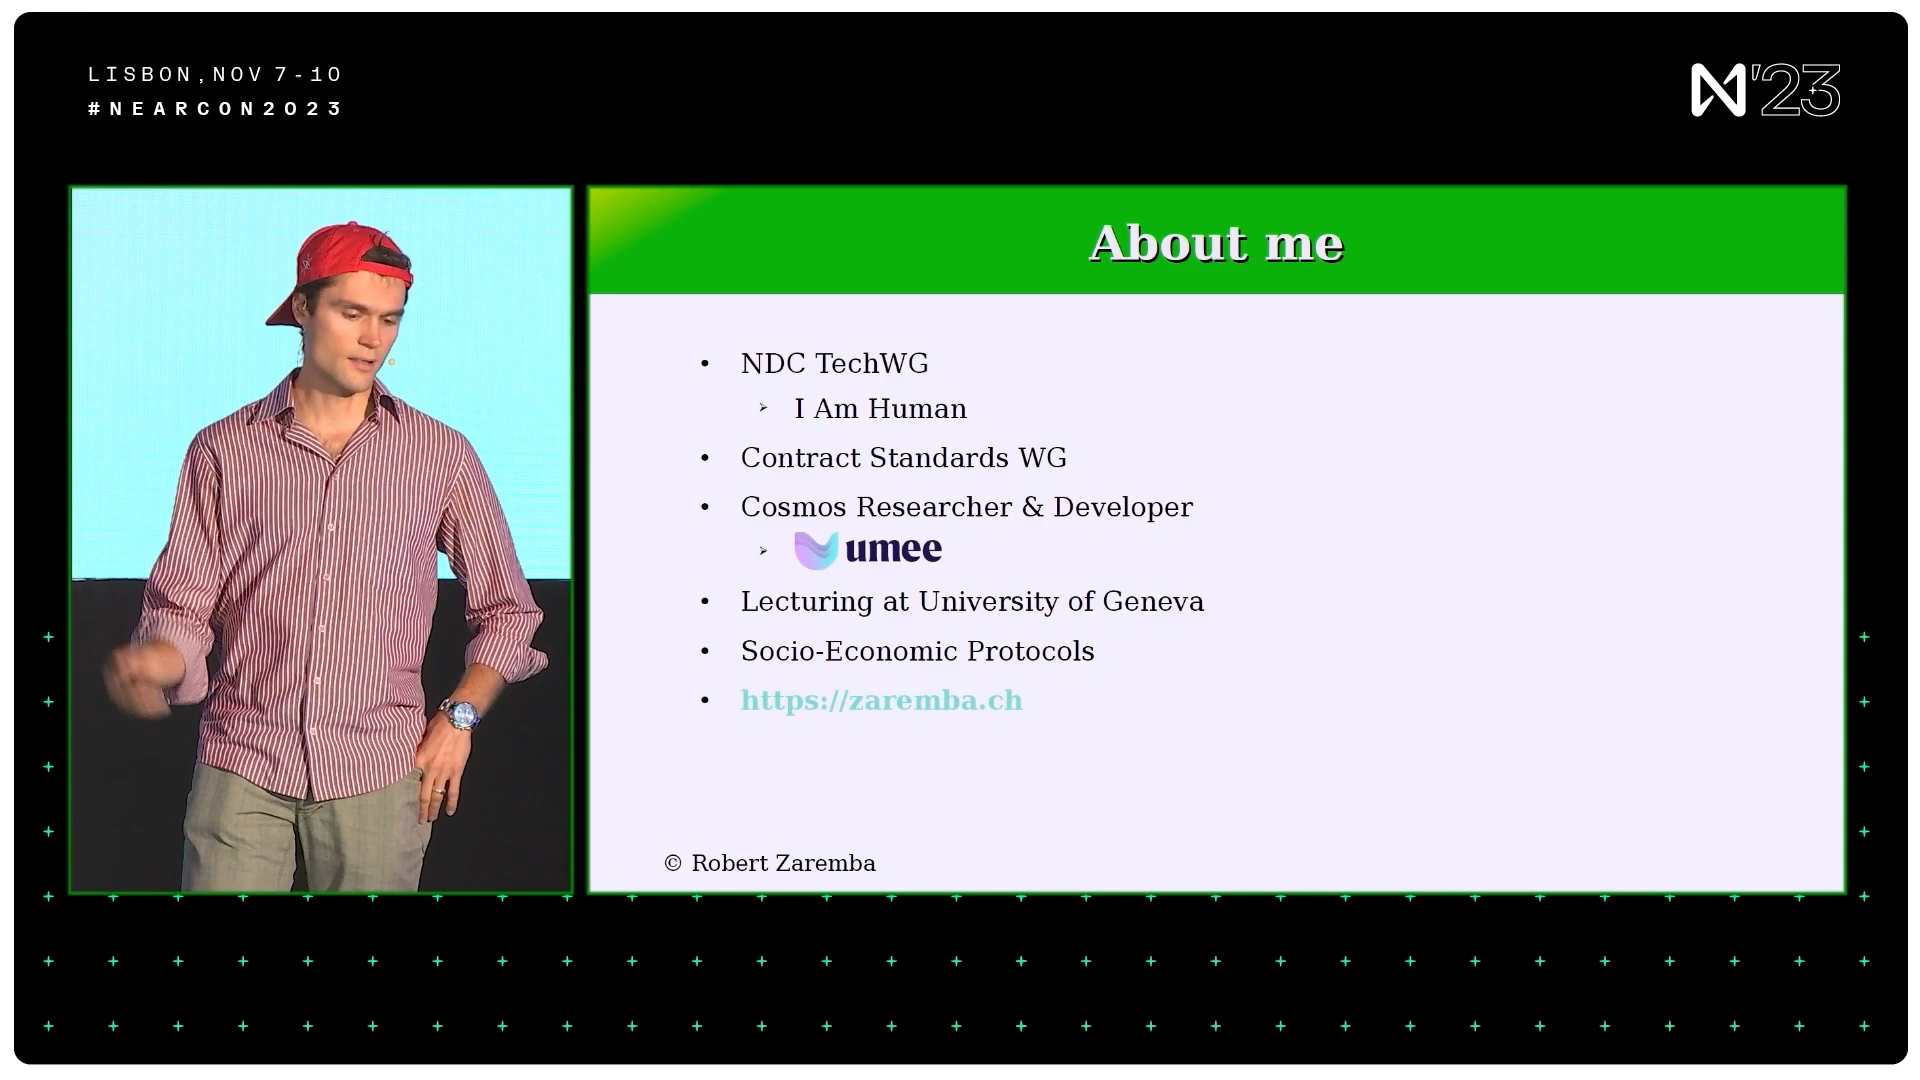 LISBON, NOV 7-10
#NEARCON2023
N'23
About me
• NDC TechWG
➢ I Am Human
• Contract Standards WG
• Cosmos Researcher & Developer
➢ umee
• Lecturing at University of Geneva
• Socio-Economic Protocols
• https://zaremba.ch
© Robert Zaremba